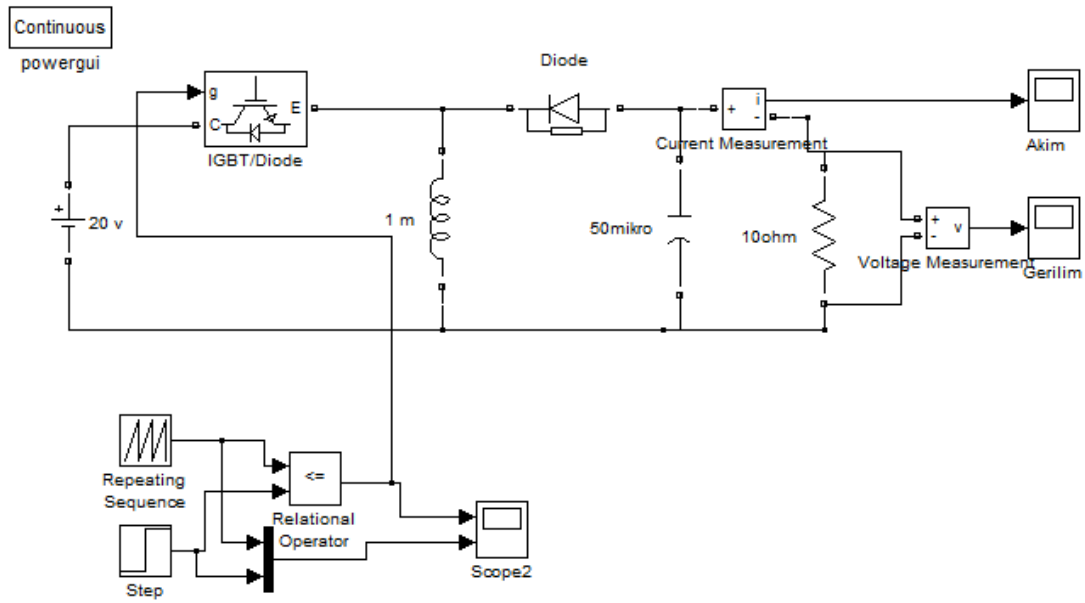 Continuous
powergui
g
C
E
IGBT/Diode
+
20 v
1 m
Diode
50mikro
+
i
-
Current Measurement
10ohm
+
-
v
Voltage Measurement
Akim
Gerilim
Repeating
Sequence
<=
Relational
Operator
Step
Scope2